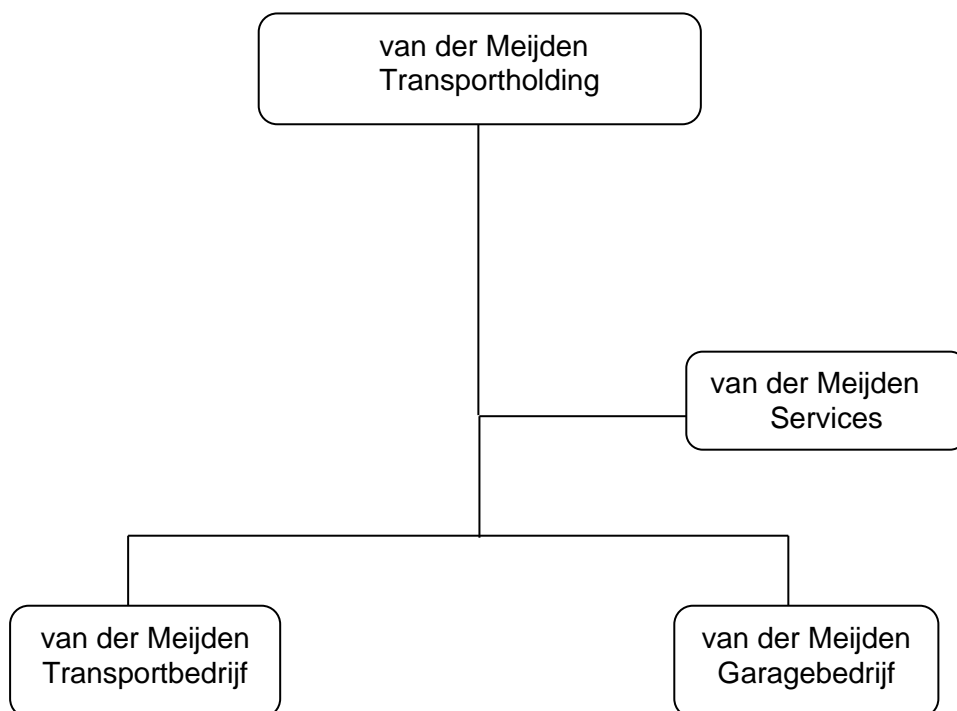 van der Meijden
Transportholding
van der Meijden
Services
van der Meijden
Transportbedrijf
van der Meijden
Garagebedrijf